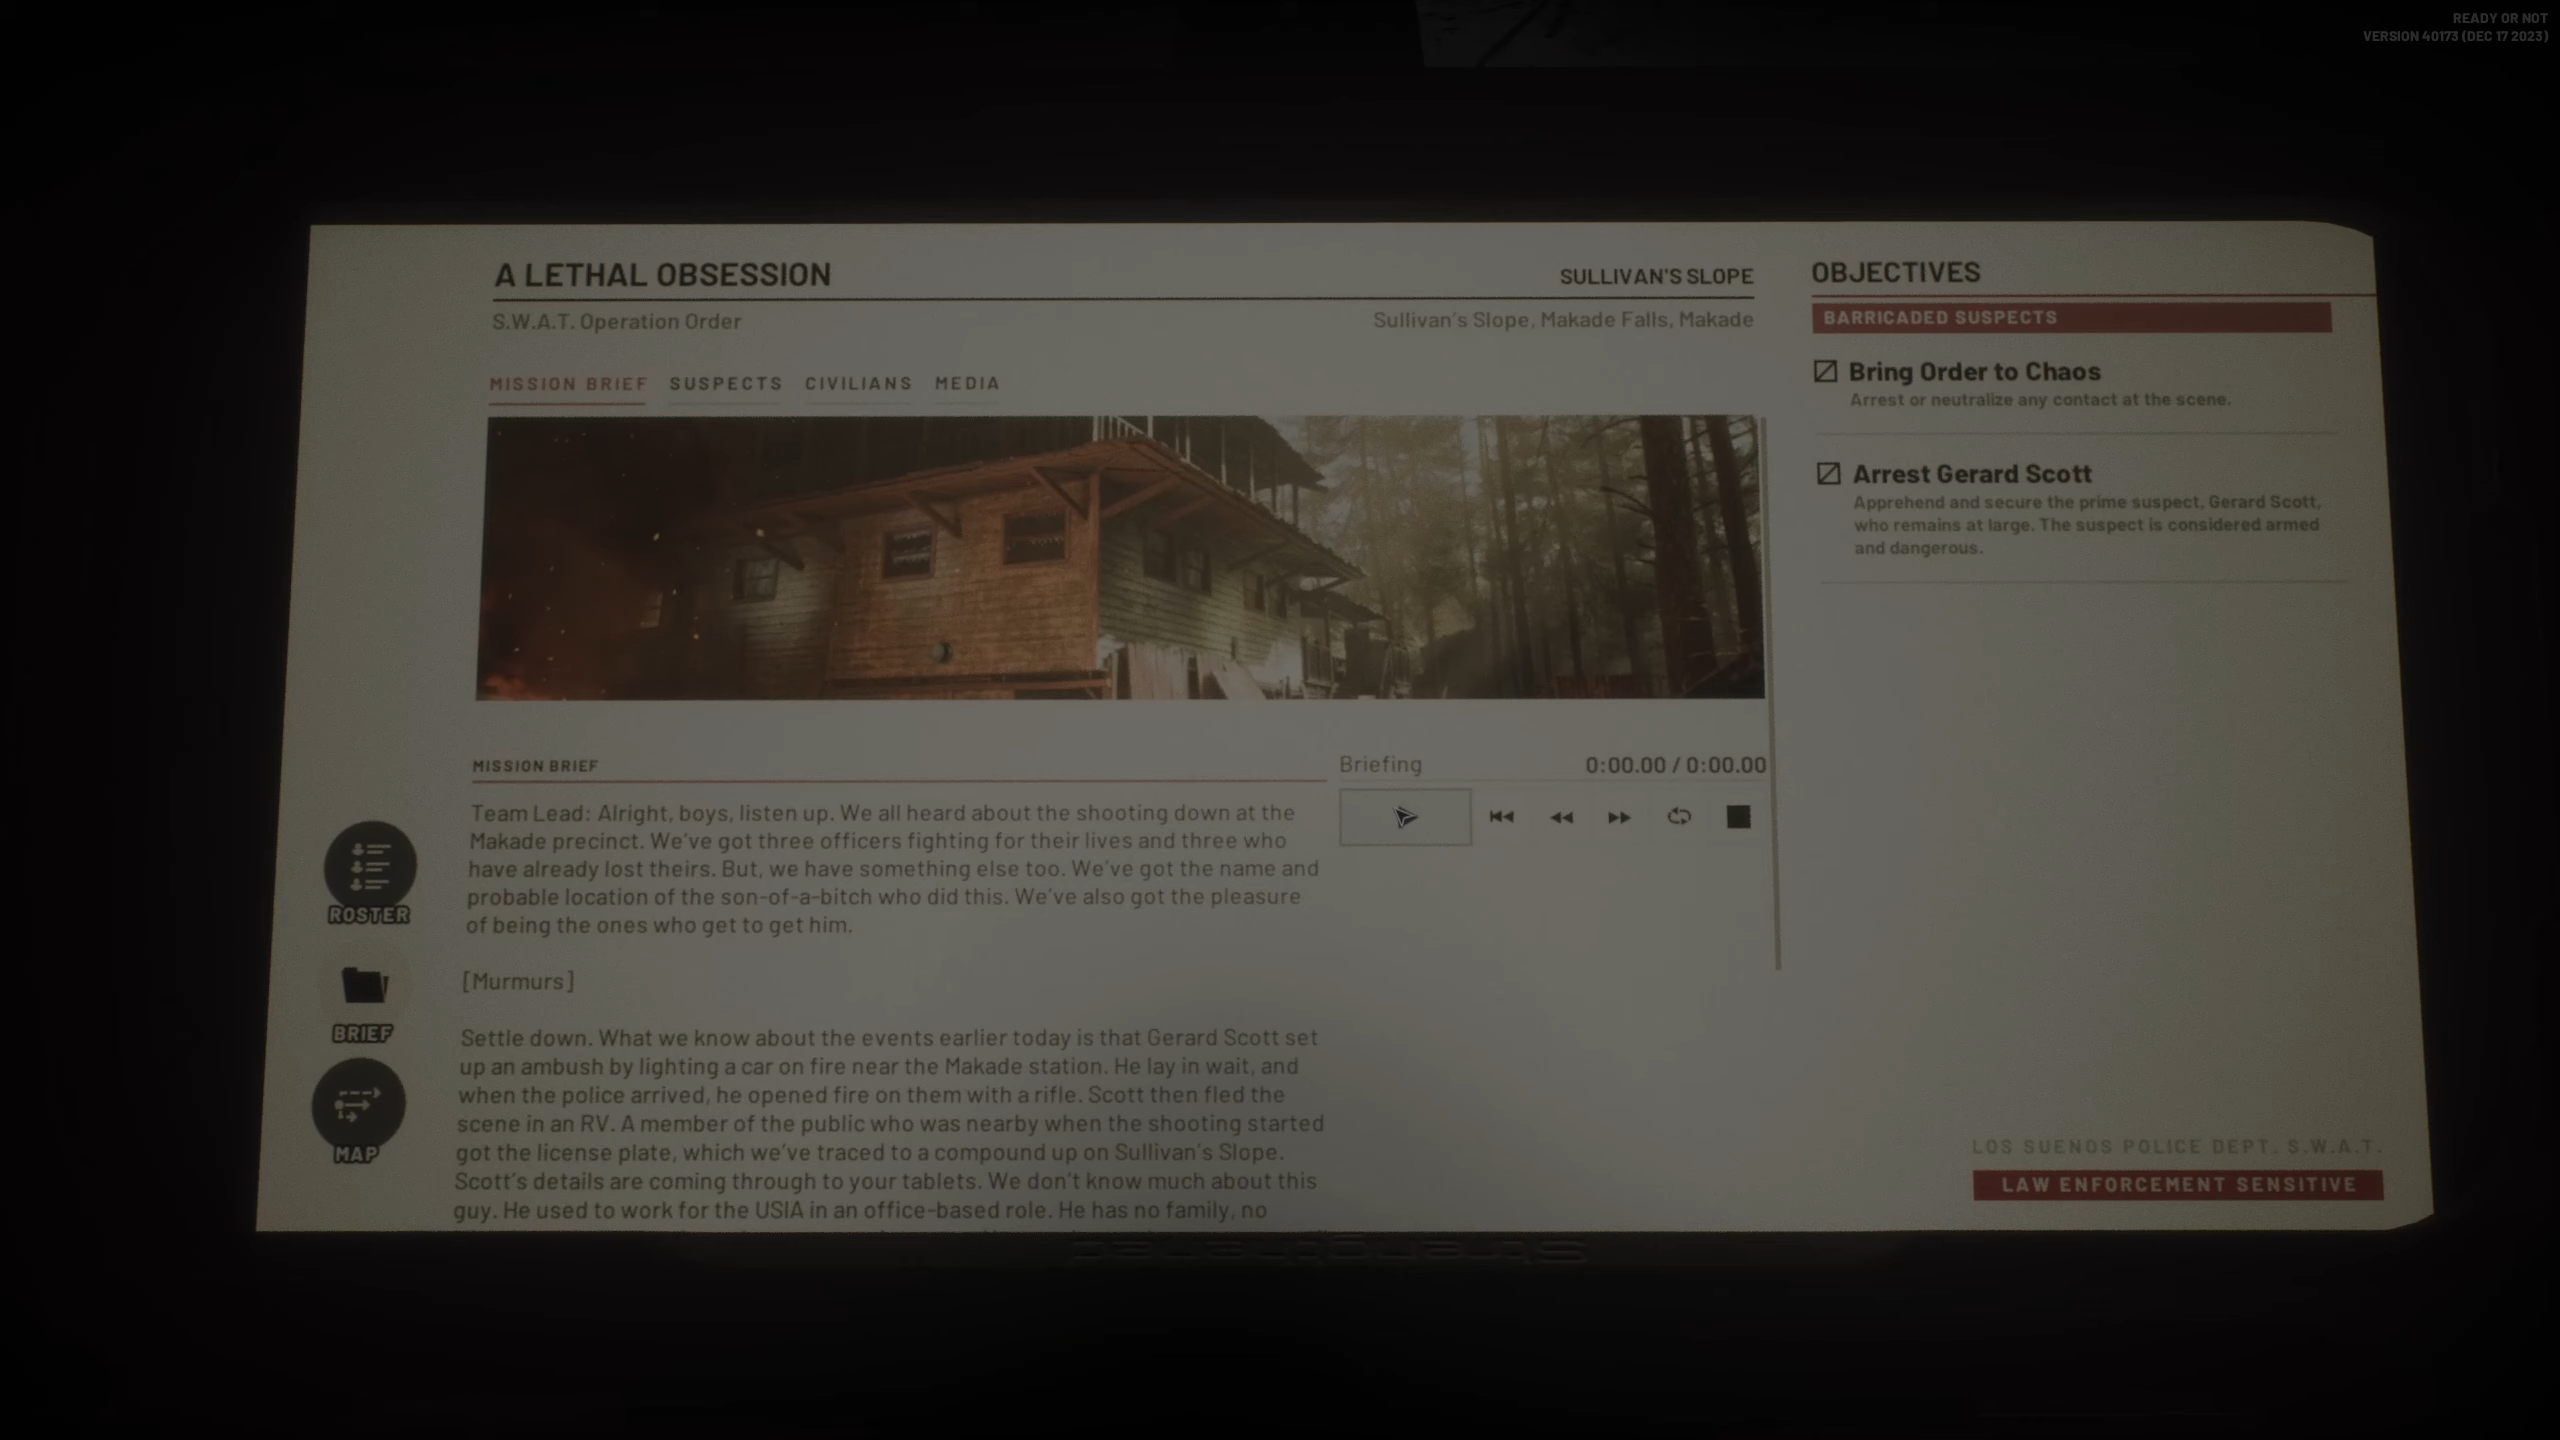 READY OR NOT
VERSION 40173 (DEC 17 2023)
A LETHAL OBSESSION
SULLIVAN'S SLOPE
S.W.A.T. Operation Order
Sullivan's Slope, Makade Falls, Makade
MISSION BRIEF SUSPECTS CIVILIANS MEDIA
MISSION BRIEF
Team Lead: Alright, boys, listen up. We all heard about the shooting down at the
Makade precinct. We've got three officers fighting for their lives and three who
have already lost theirs. But, we have something else too. We've got the name and
probable location of the son-of-a-bitch who did this. We've also got the pleasure
of being the ones who get to get him.
[Murmurs]
Settle down. What we know about the events earlier today is that Gerard Scott set
up an ambush by lighting a car on fire near the Makade station. He lay in wait, and
when the police arrived, he opened fire on them with a rifle. Scott then fled the
scene in an RV. A member of the public who was nearby when the shooting started
got the license plate, which we've traced to a compound up on Sullivan's Slope.
Scott's details are coming through to your tablets. We don't know much about this
guy. He used to work for the USIA in an office-based role. He has no family, no
Briefing
0:00.00 / 0:00.00
ROSTER
BRIEF
MAP
OBJECTIVES
BARRICADED SUSPECTS
Bring Order to Chaos
Arrest or neutralize any contact at the scene.
Arrest Gerard Scott
Apprehend and secure the prime suspect, Gerard Scott,
who remains at large. The suspect is considered armed
and dangerous.
LOS SUENOS POLICE DEPT. S.W.A.T.
LAW ENFORCEMENT SENSITIVE